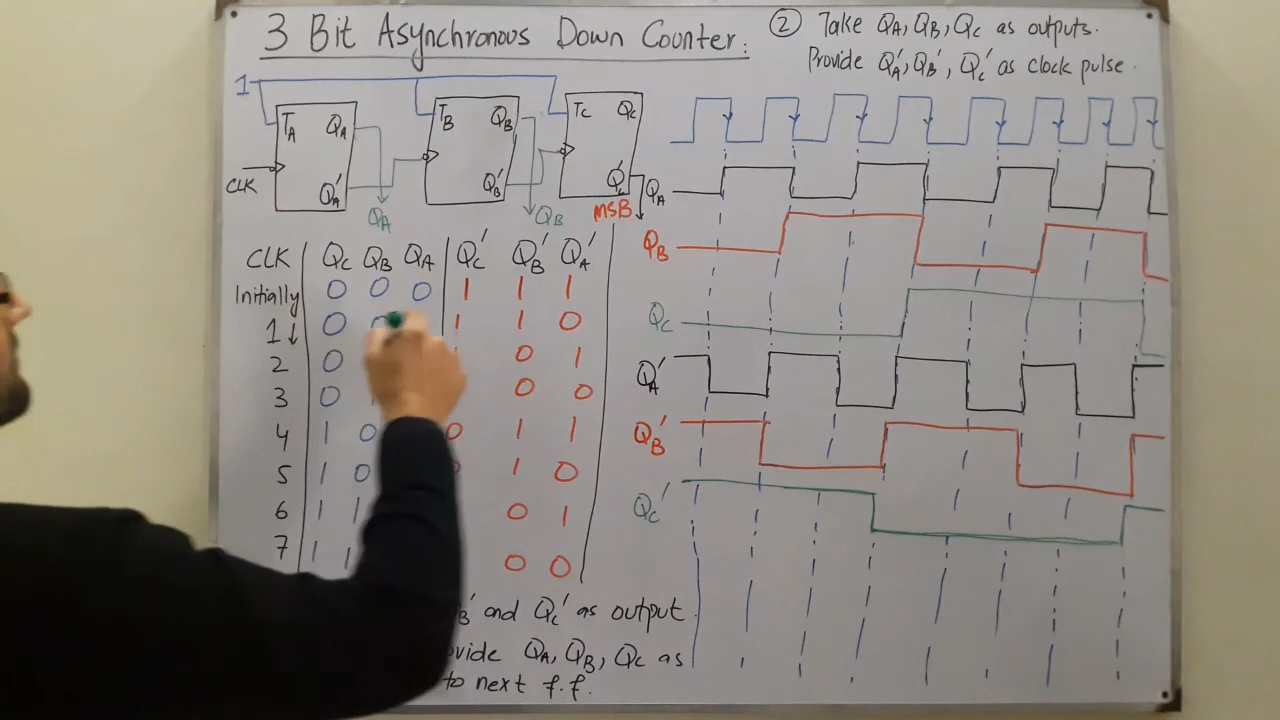 3 Bit Asynchronous Down Counter:
② Take QA, QB, QC as outputs.
Provide QA', QB', QC' as clock pulse.
1
TA QA
QA'
CLK
QA
TB QB
QB'
QB
TC QC
QC'
MSB
CLK QC QB QA QC' QB' QA'
Initially 0 0 0 1 1 1
1↓ 0 1 1 0
2 0 0 1
3 0 0 0
4 1 0 0 1 1
5 1 0 1 0
6 1 1 0 1
7 1 1 0 0
B' and QC' as output
QA, QB, QC as
to next f.f.
QA
QB
QC
QA'
QB'
QC'